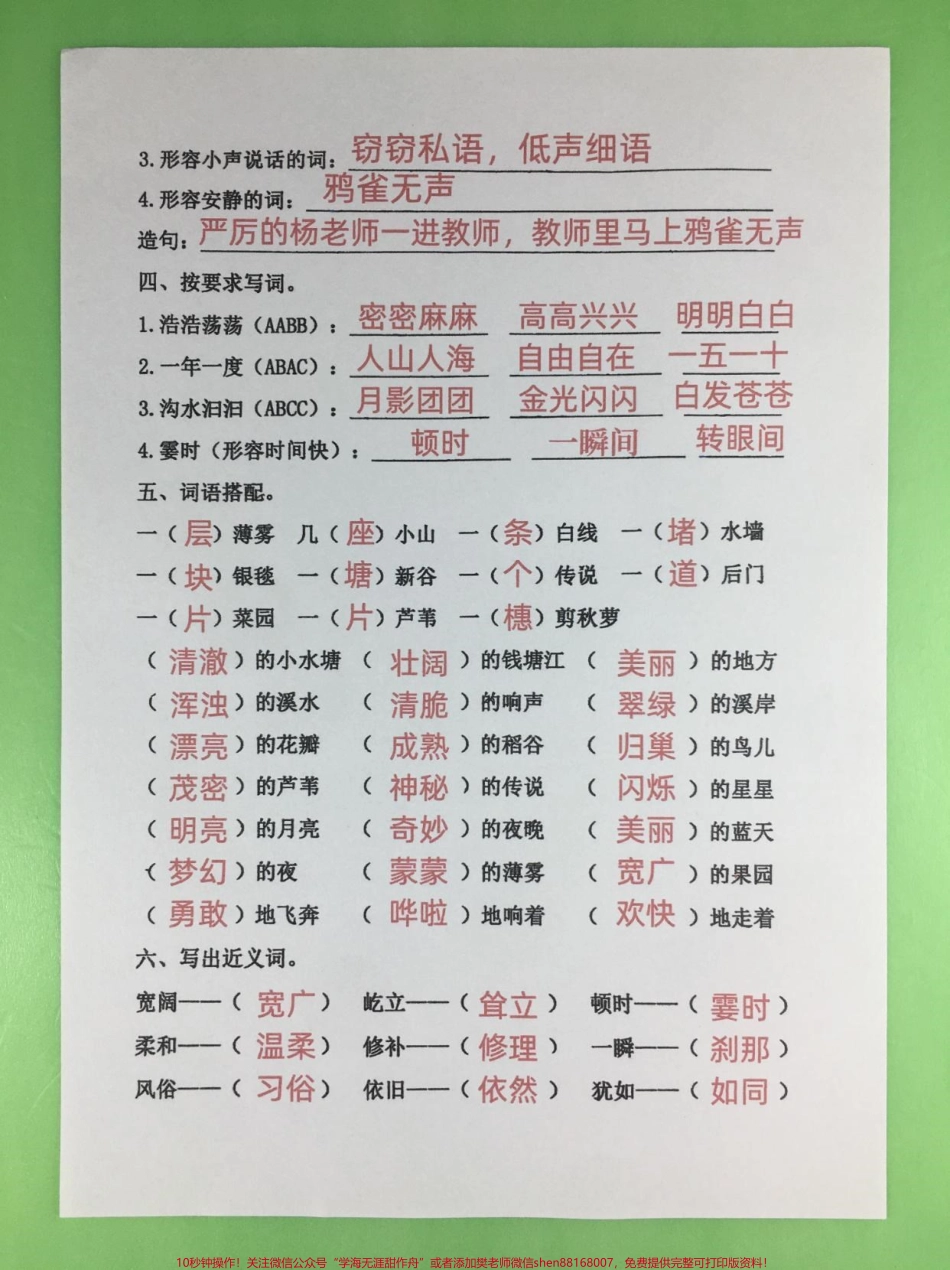 3.形容小声说话的词：窃窃私语，低声细语
4.形容安静的词：鸦雀无声
造句：严厉的杨老师一进教师，教师里马上鸦雀无声
四、按要求写词。
1.浩浩荡荡（AABB）：密密麻麻 高高兴兴 明明白白
2.一年一度（ABAC）：人山人海 自由自在 一五一十
3.沟水汩汩（ABCC）：月影团团 金光闪闪 白发苍苍
4.霎时（形容时间快）：顿时 一瞬间 转眼间
五、词语搭配。
一（层）薄雾 几（座）小山 一（条）白线 一（堵）水墙
一（块）银毯 一（塘）新谷 一（个）传说 一（道）后门
一（片）菜园 一（片）芦苇 一（橞）剪秋萝
（清澈）的小水塘 （壮阔）的钱塘江 （美丽）的地方
（浑浊）的溪水 （清脆）的响声 （翠绿）的溪岸
（漂亮）的花瓣 （成熟）的稻谷 （归巢）的鸟儿
（茂密）的芦苇 （神秘）的传说 （闪烁）的星星
（明亮）的月亮 （奇妙）的夜晚 （美丽）的蓝天
（梦幻）的夜 （蒙蒙）的薄雾 （宽广）的果园
（勇敢）地飞奔 （哗啦）地响着 （欢快）地走着
六、写出近义词。
宽阔——（宽广） 屹立——（耸立） 顿时——（霎时）
柔和——（温柔） 修补——（修理） 一瞬——（刹那）
风俗——（习俗） 依旧——（依然） 犹如——（如同）
10秒钟操作！关注微信公众号“学海无涯甜作舟”或者添加樊老师微信shen88168007，免费提供完整可打印版资料！